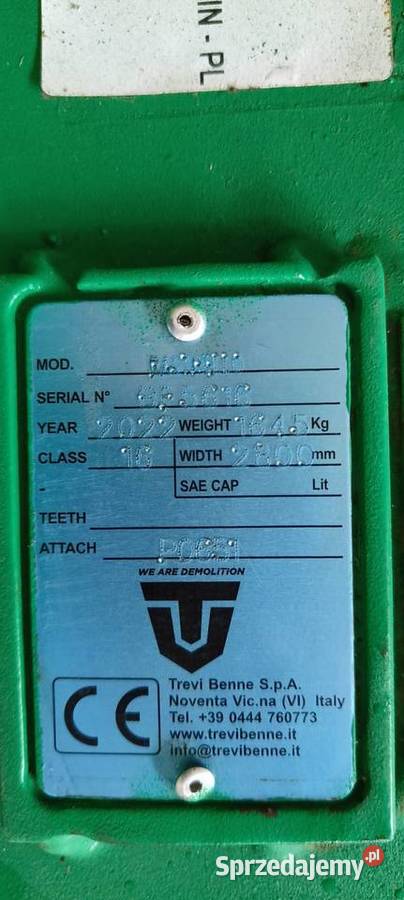 IN - PL
MOD.
SERIAL N°
YEAR 2022 WEIGHT 1645 Kg
CLASS 16 WIDTH 2800 mm
- SAE CAP Lit
TEETH
ATTACH
WE ARE DEMOLITION
CE
Trevi Benne S.p.A.
Noventa Vic.na (VI) Italy
Tel. +39 0444 760773
www.trevibenne.it
info@trevibenne.it
Sprzedajemy.pl